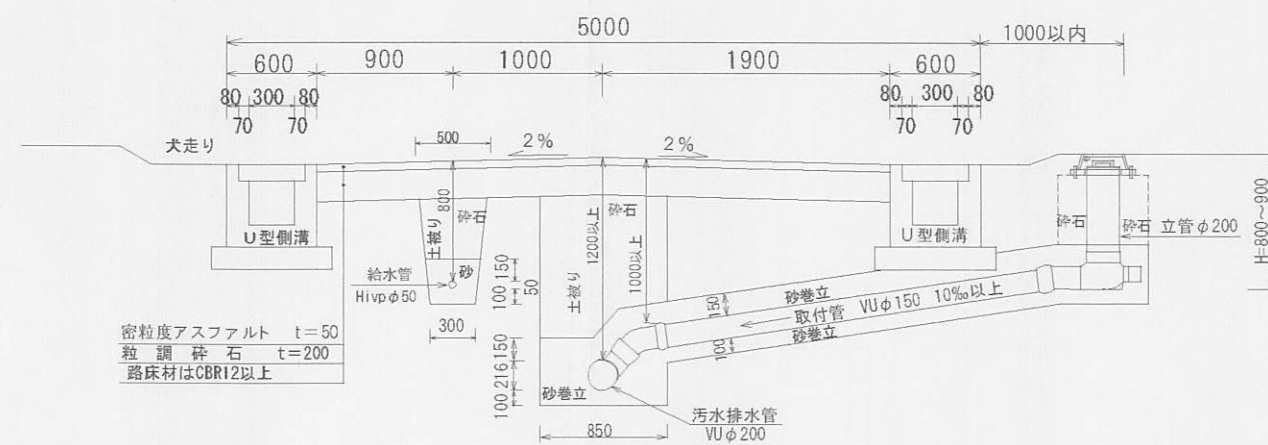 5000
1000以内
600
900
1000
1900
600
80
300
80
70
70
80
300
80
70
70
犬走り
500
2%
2%
800
砕石
土被り
砂
U型側溝
給水管
Hivpφ50
100 150
50
300
1200以上
砕石
1000以上
土被り
U型側溝
砕石
砕石
立管φ200
H=800~900
密粒度アスファルト t=50
粒調砕石 t=200
路床材はCBR12以上
150
砂巻立
取付管 VUφ150 10‰以上
砂巻立
100
100 216 150
砂巻立
850
汚水排水管
VUφ200